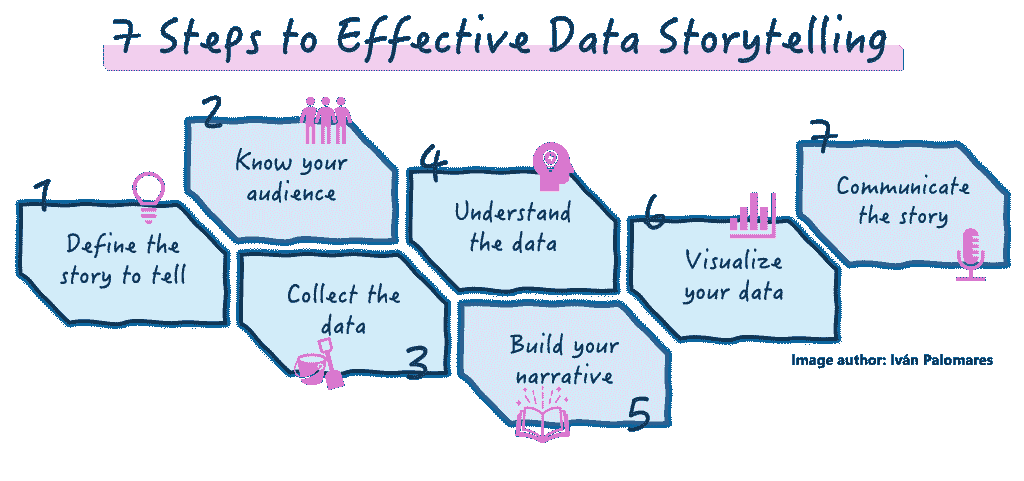 7 Steps to Effective Data Storytelling
1
Define the
story to tell
2
Know your
audience
Collect the
data
3
4
Understand
the data
Build your
narrative
5
6
Visualize
your data
7
Communicate
the story
Image author: Iván Palomares